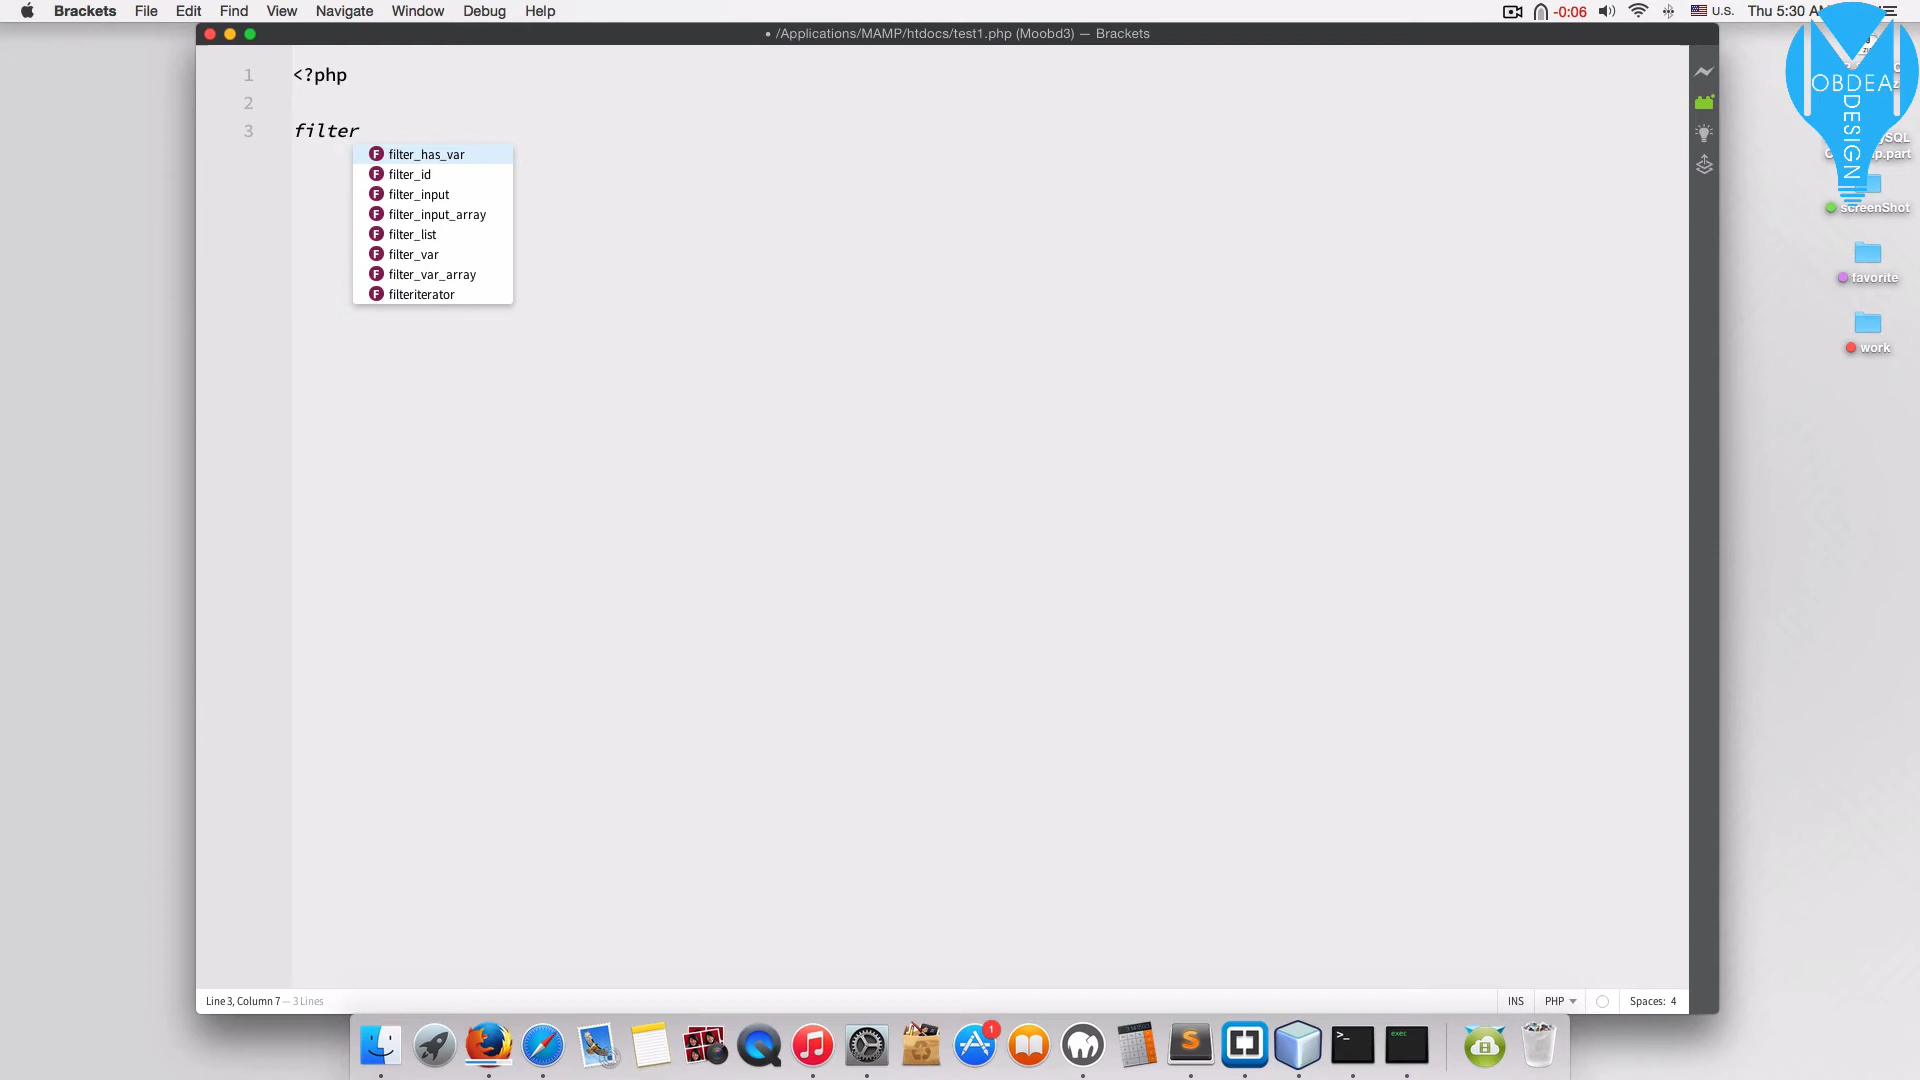 Brackets File Edit Find View Navigate Window Debug Help -0:06 U.S. Thu 5:30
• /Applications/MAMP/htdocs/test1.php (Moobd3) — Brackets
1 <?php
2
3 filter
F filter_has_var
F filter_id
F filter_input
F filter_input_array
F filter_list
F filter_var
F filter_var_array
F filteriterator
OBDEA
DESIGN
screenShot
favorite
work
Line 3, Column 7 — 3 Lines
INS PHP Spaces: 4
1
exec